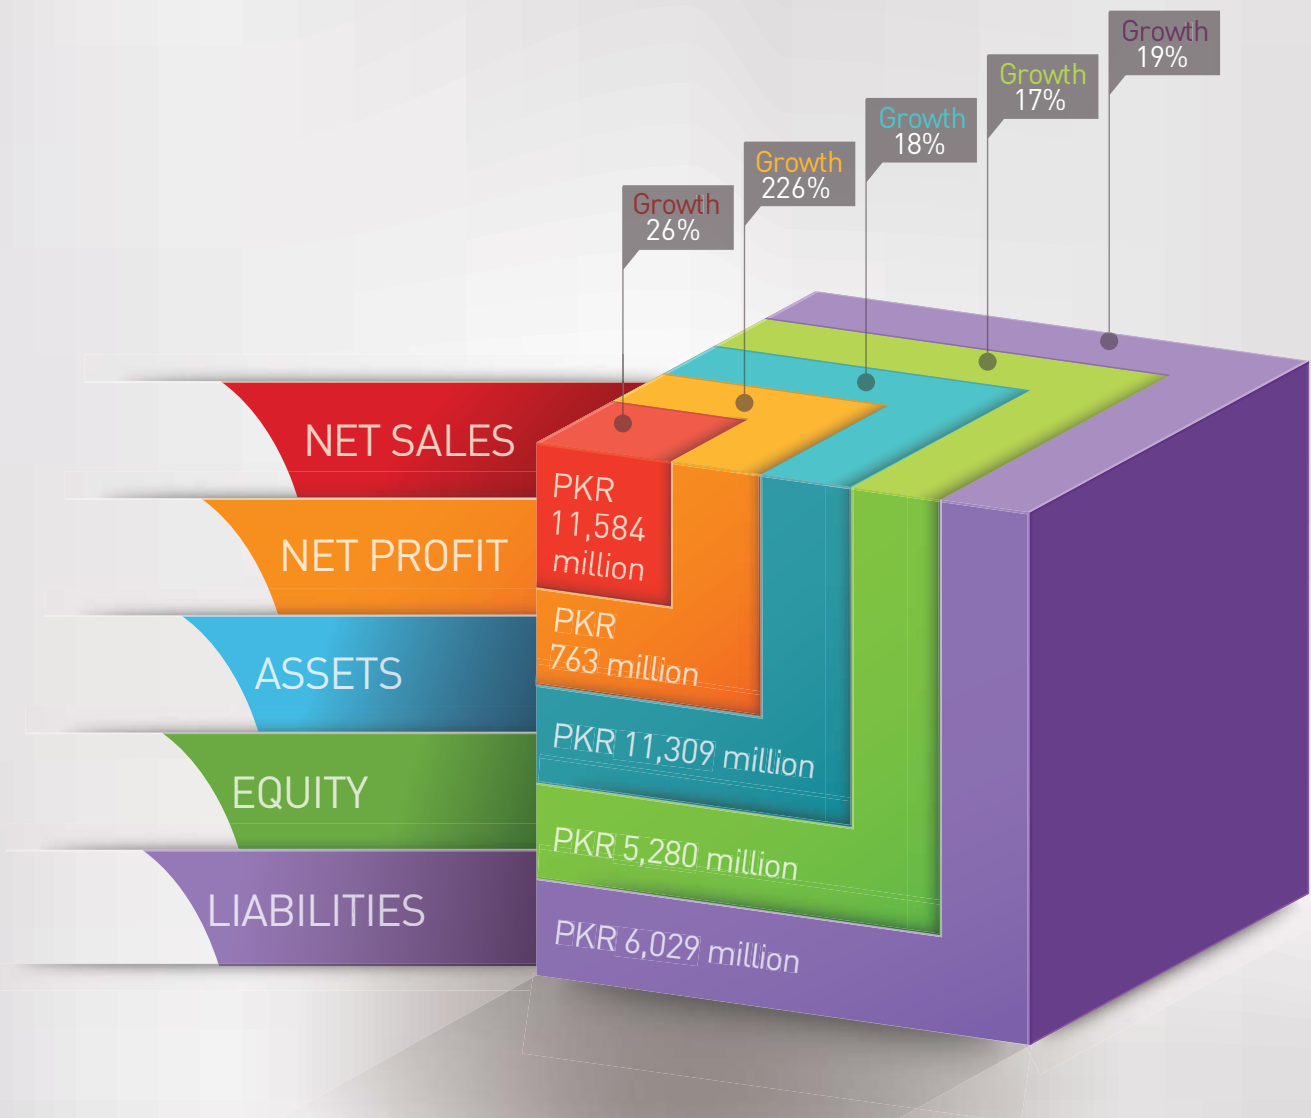 Growth
19%
Growth
17%
Growth
18%
Growth
226%
Growth
26%
NET SALES
PKR
11,584
million
NET PROFIT
PKR
763 million
ASSETS
PKR 11,309 million
EQUITY
PKR 5,280 million
LIABILITIES
PKR 6,029 million